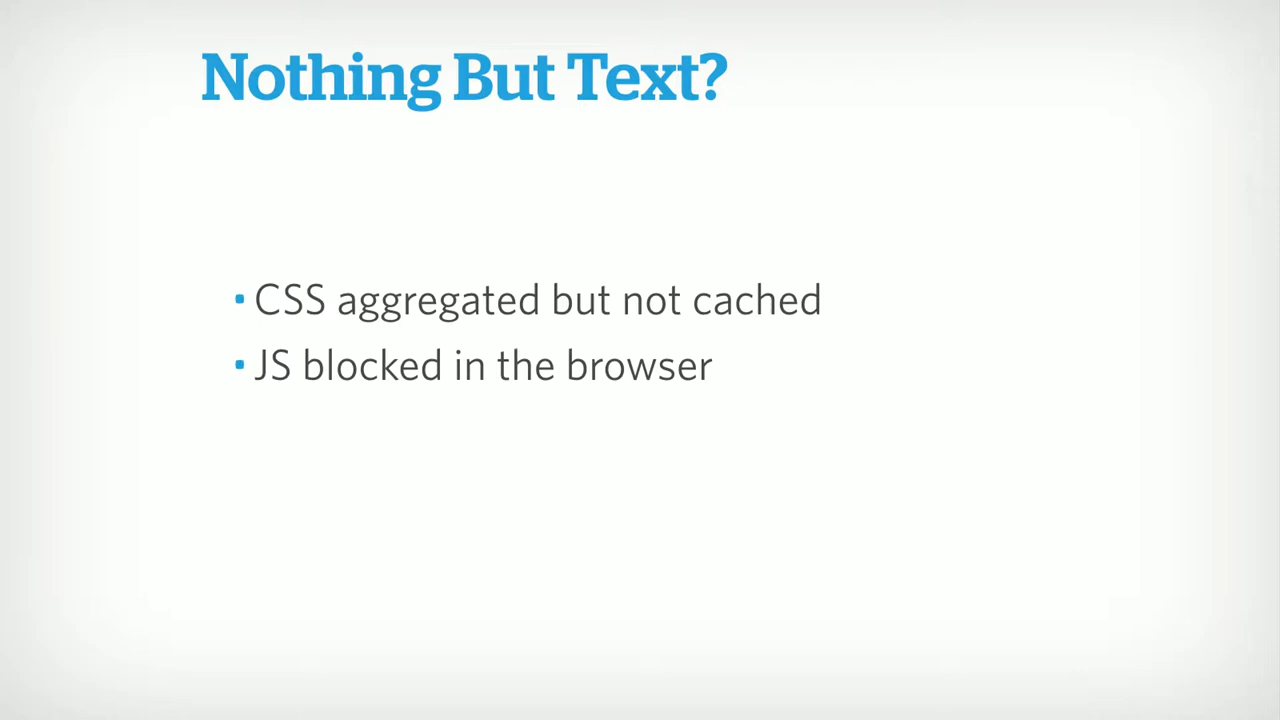 Nothing But Text?
• CSS aggregated but not cached
• JS blocked in the browser